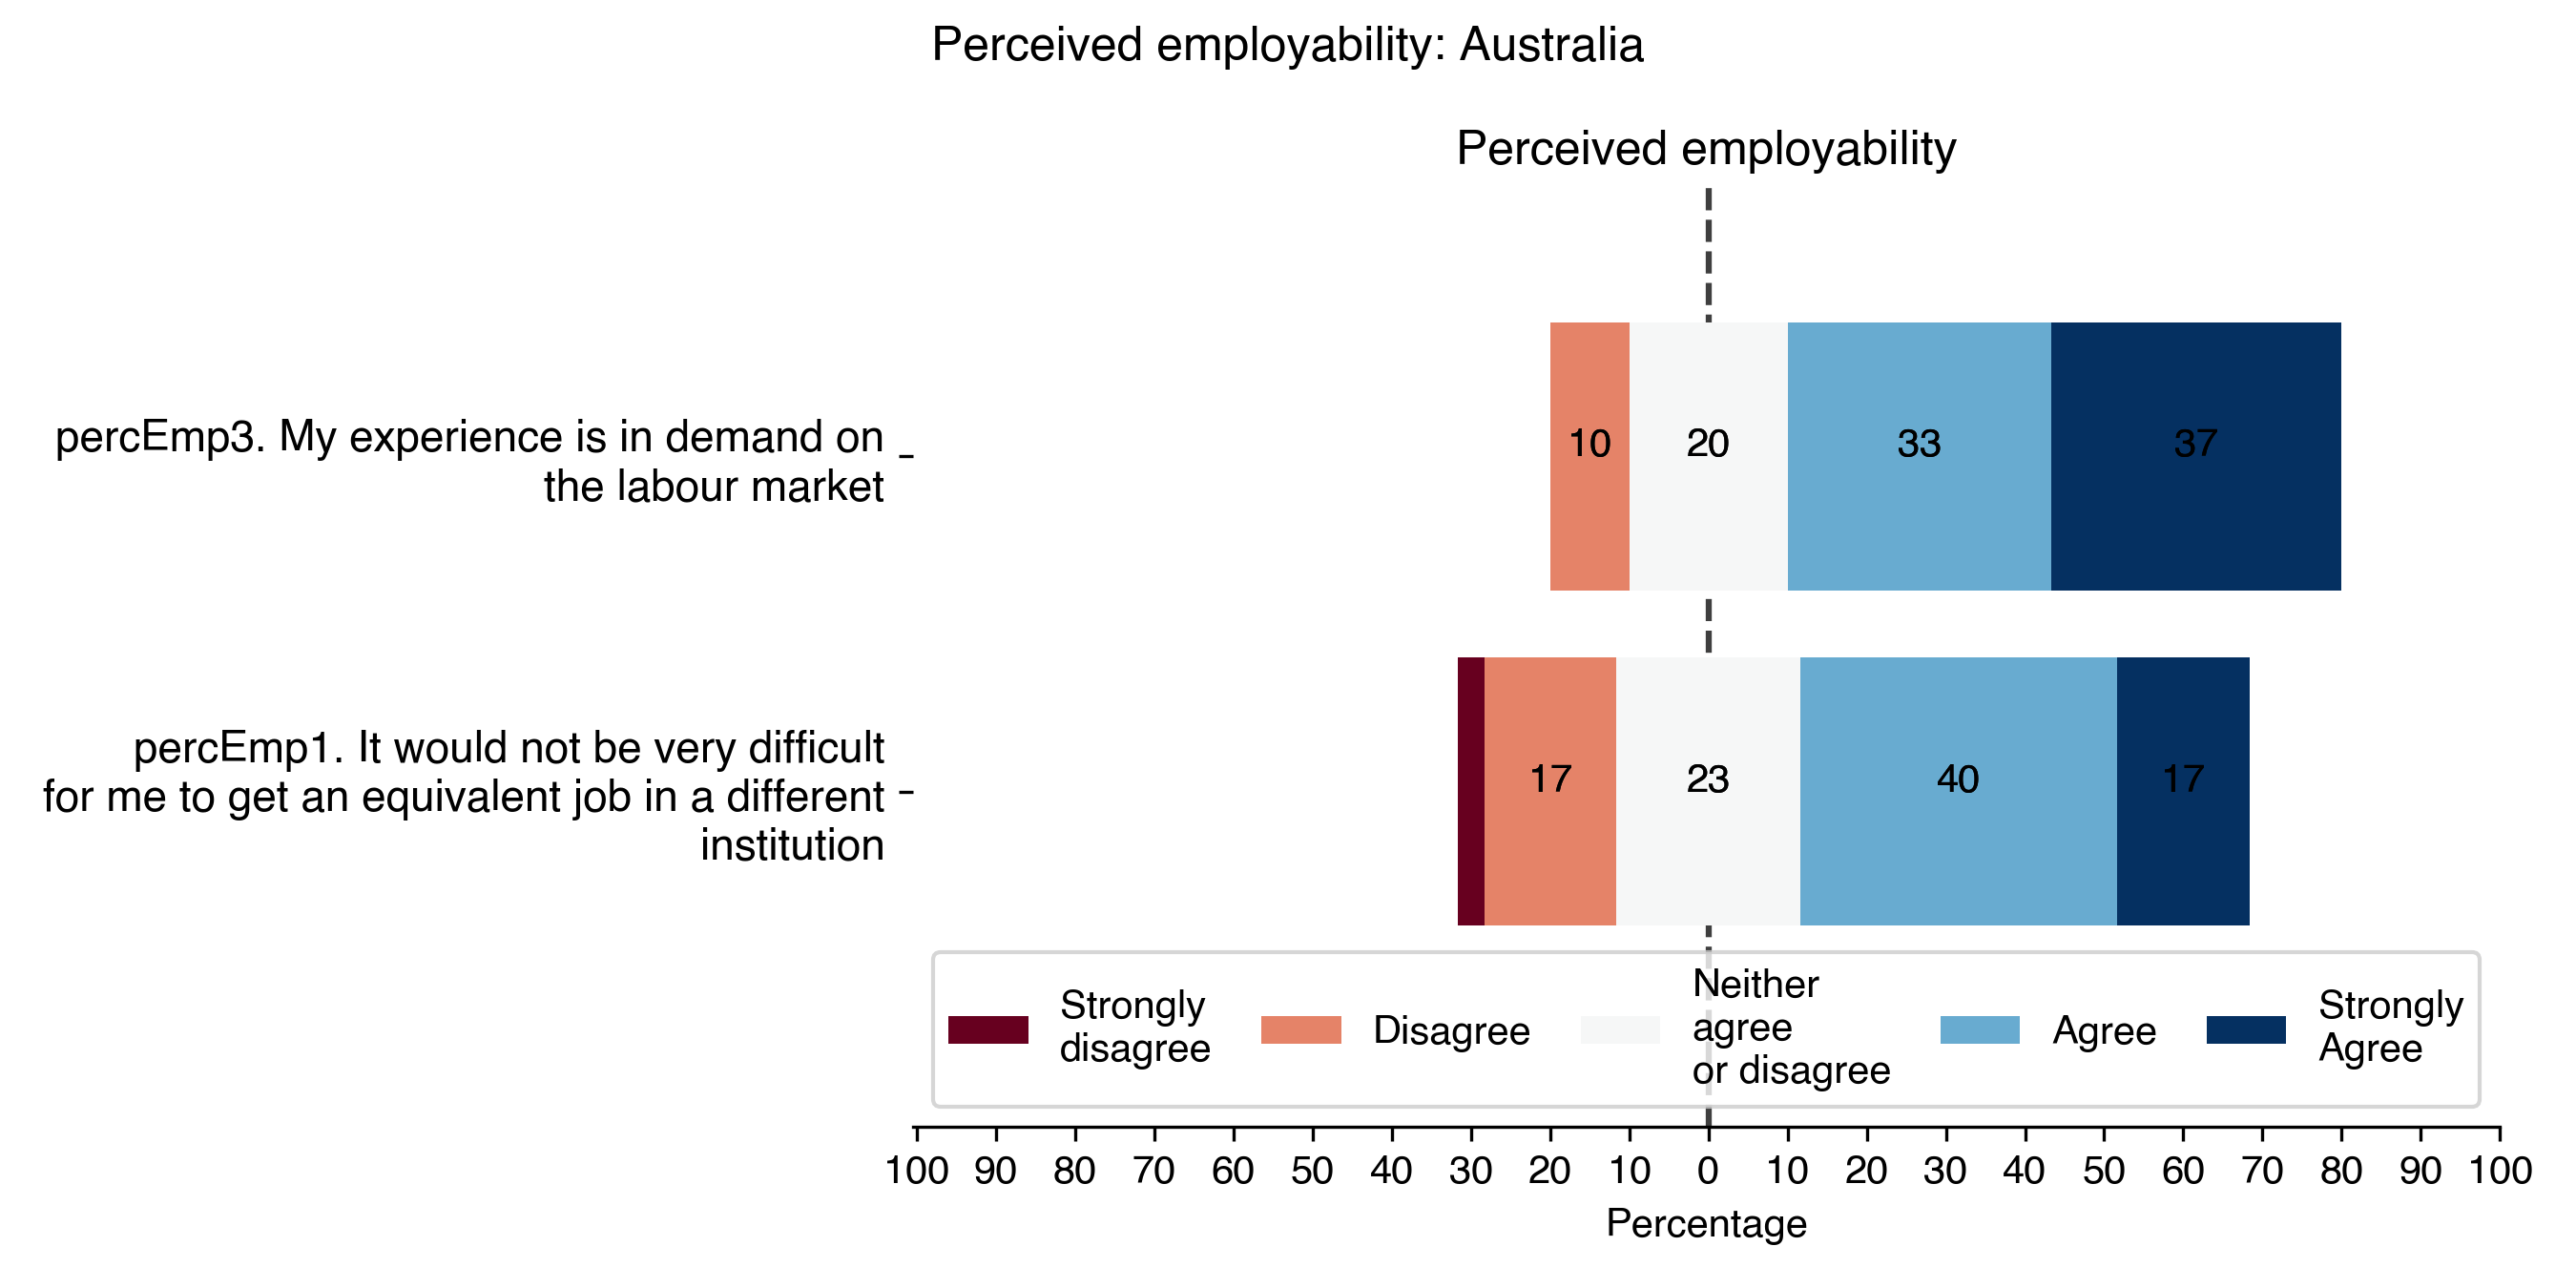 Perceived employability: Australia
Perceived employability
percEmp3. My experience is in demand on
the labour market
10 20 33 37
percEmp1. It would not be very difficult
for me to get an equivalent job in a different
institution
17 23 40 17
Strongly
disagree
Disagree
Neither
agree
or disagree
Agree
Strongly
Agree
100 90 80 70 60 50 40 30 20 10 0 10 20 30 40 50 60 70 80 90 100
Percentage